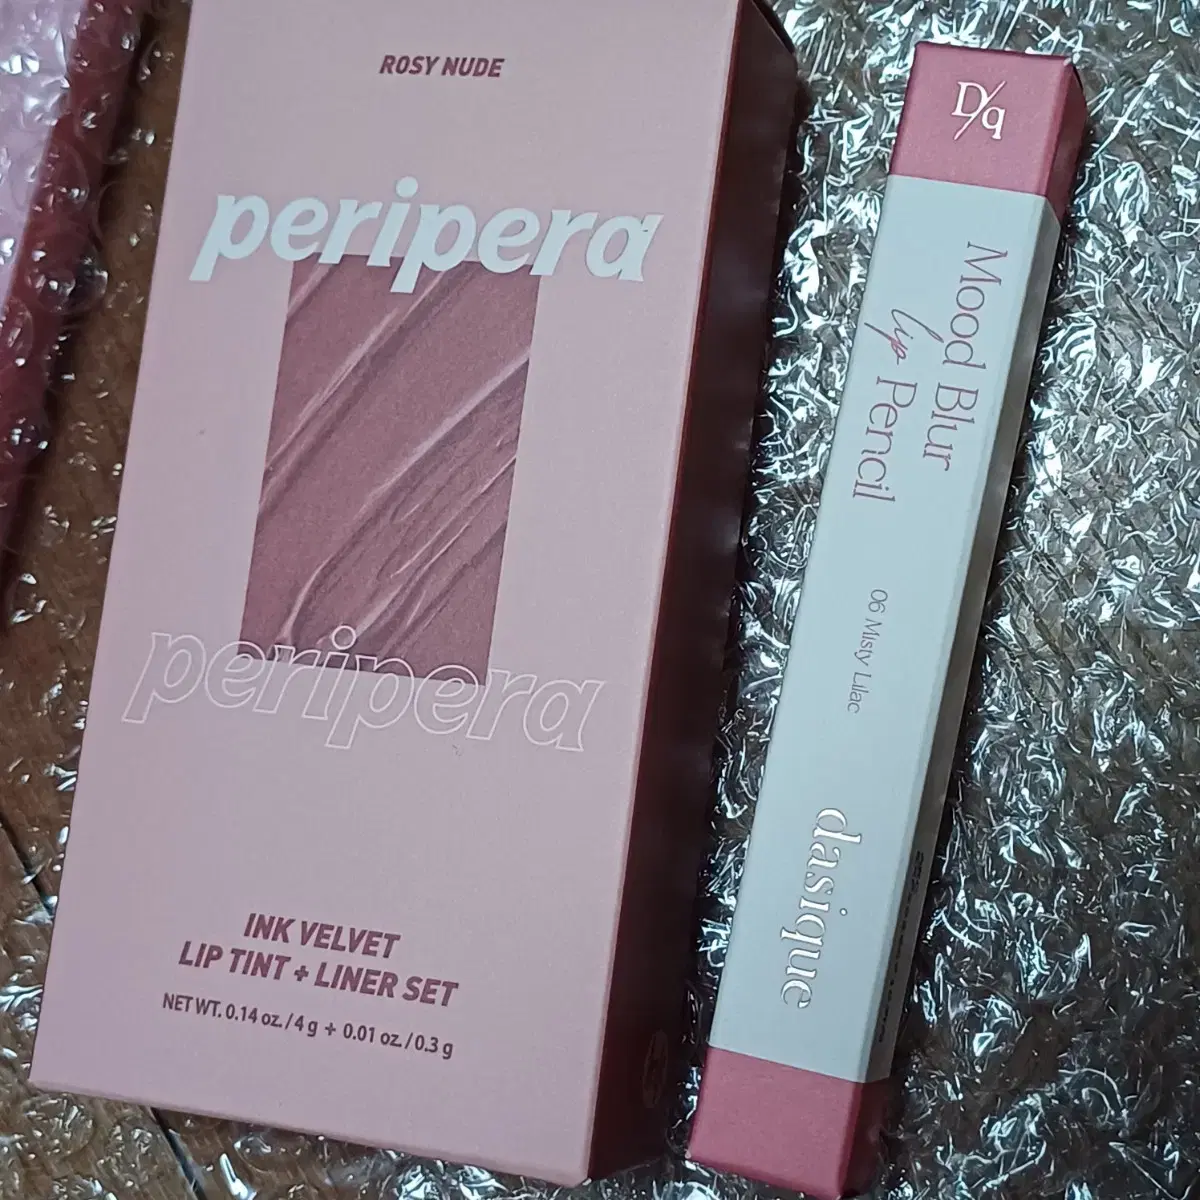 ROSY NUDE
peripera
peripera
INK VELVET
LIP TINT + LINER SET
NET WT. 0.14 oz. / 4 g + 0.01 oz. / 0.3 g
D/q
Mood Blur
Lip Pencil
06 Misty Lilac
dasique